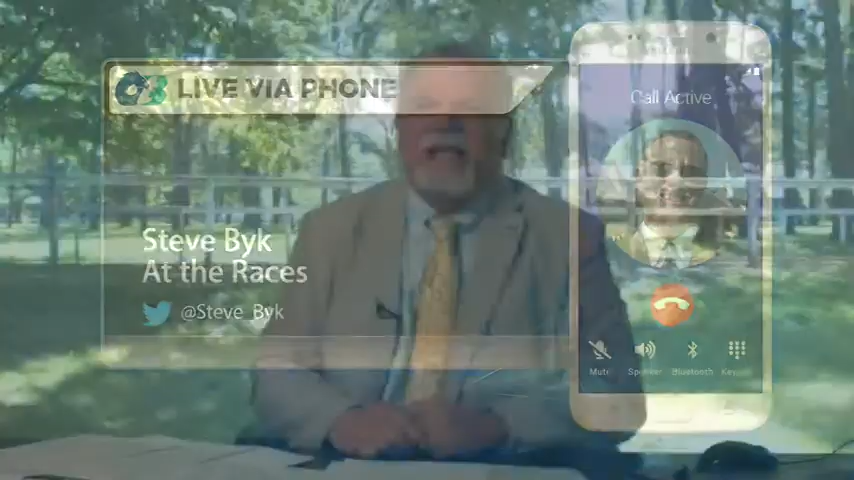 LIVE VIA PHONE
Call Active
Steve Byk
At the Races
@Steve_Byk
Mute Speaker Bluetooth Keypad